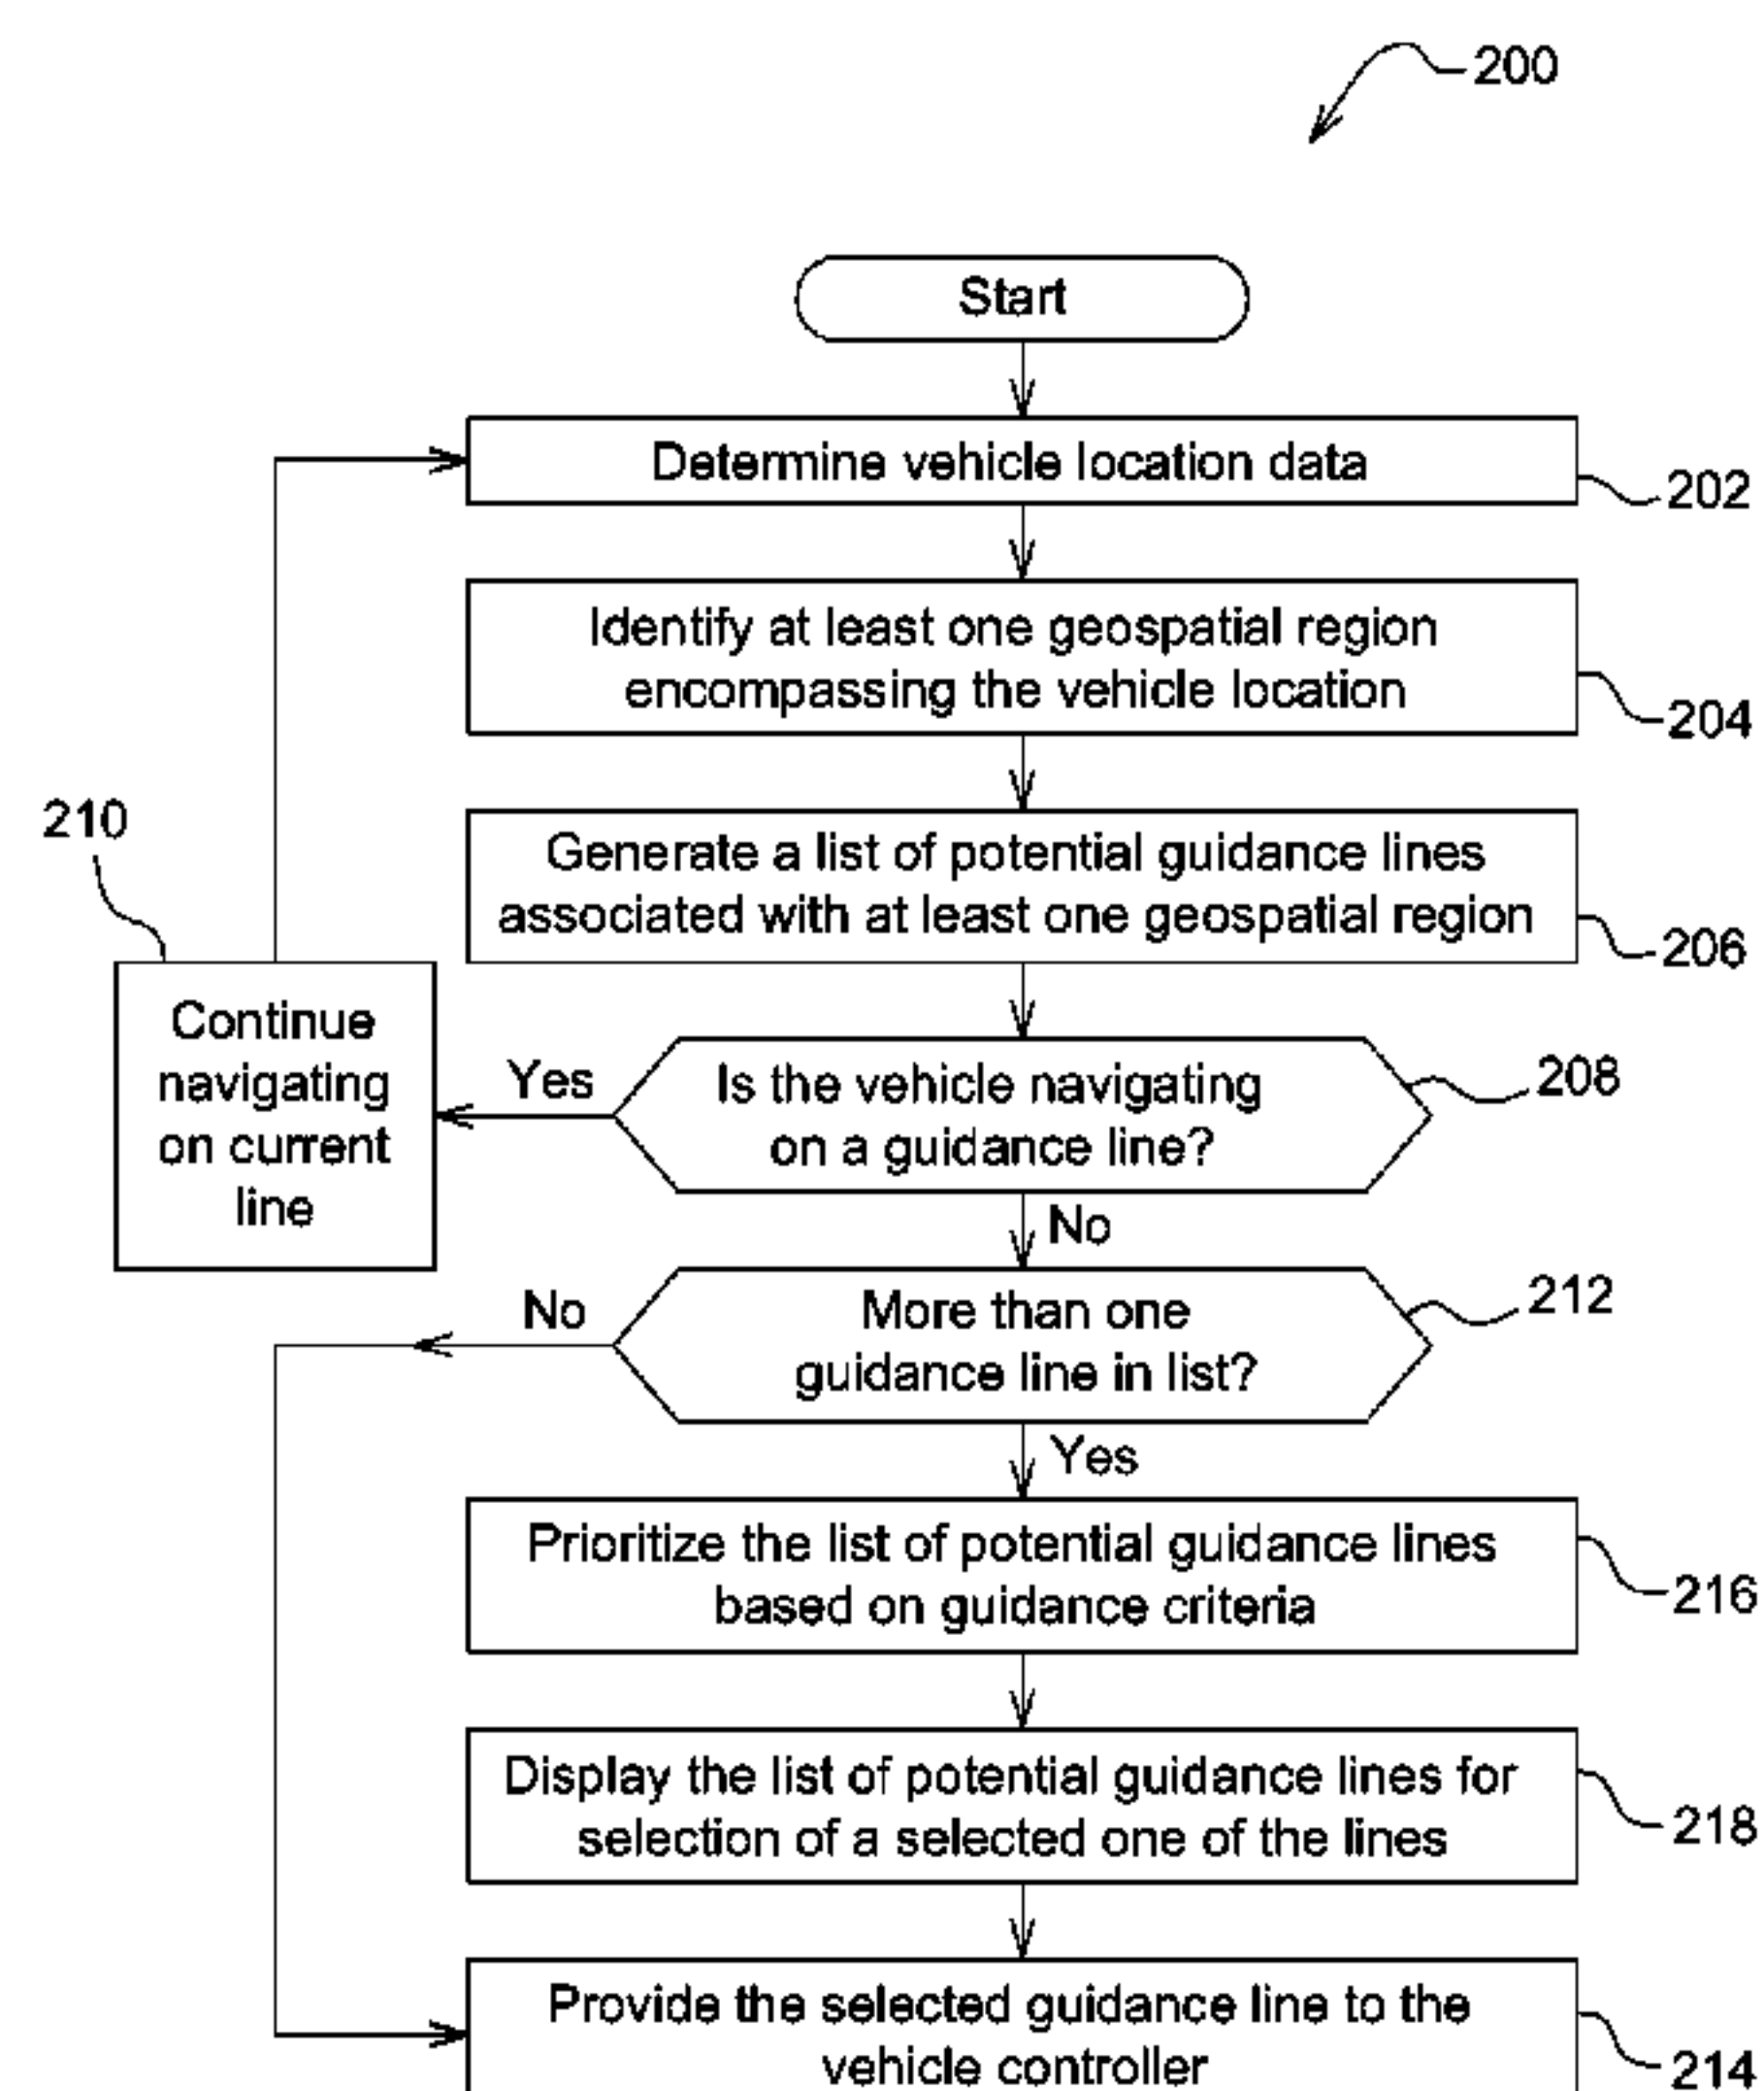 200
Start
Determine vehicle location data
202
Identify at least one geospatial region
encompassing the vehicle location
204
210
Generate a list of potential guidance lines
associated with at least one geospatial region
206
Continue
navigating
on current
line
Yes
Is the vehicle navigating
on a guidance line?
208
No
No
More than one
guidance line in list?
212
Yes
Prioritize the list of potential guidance lines
based on guidance criteria
216
Display the list of potential guidance lines for
selection of a selected one of the lines
218
Provide the selected guidance line to the
vehicle controller
214